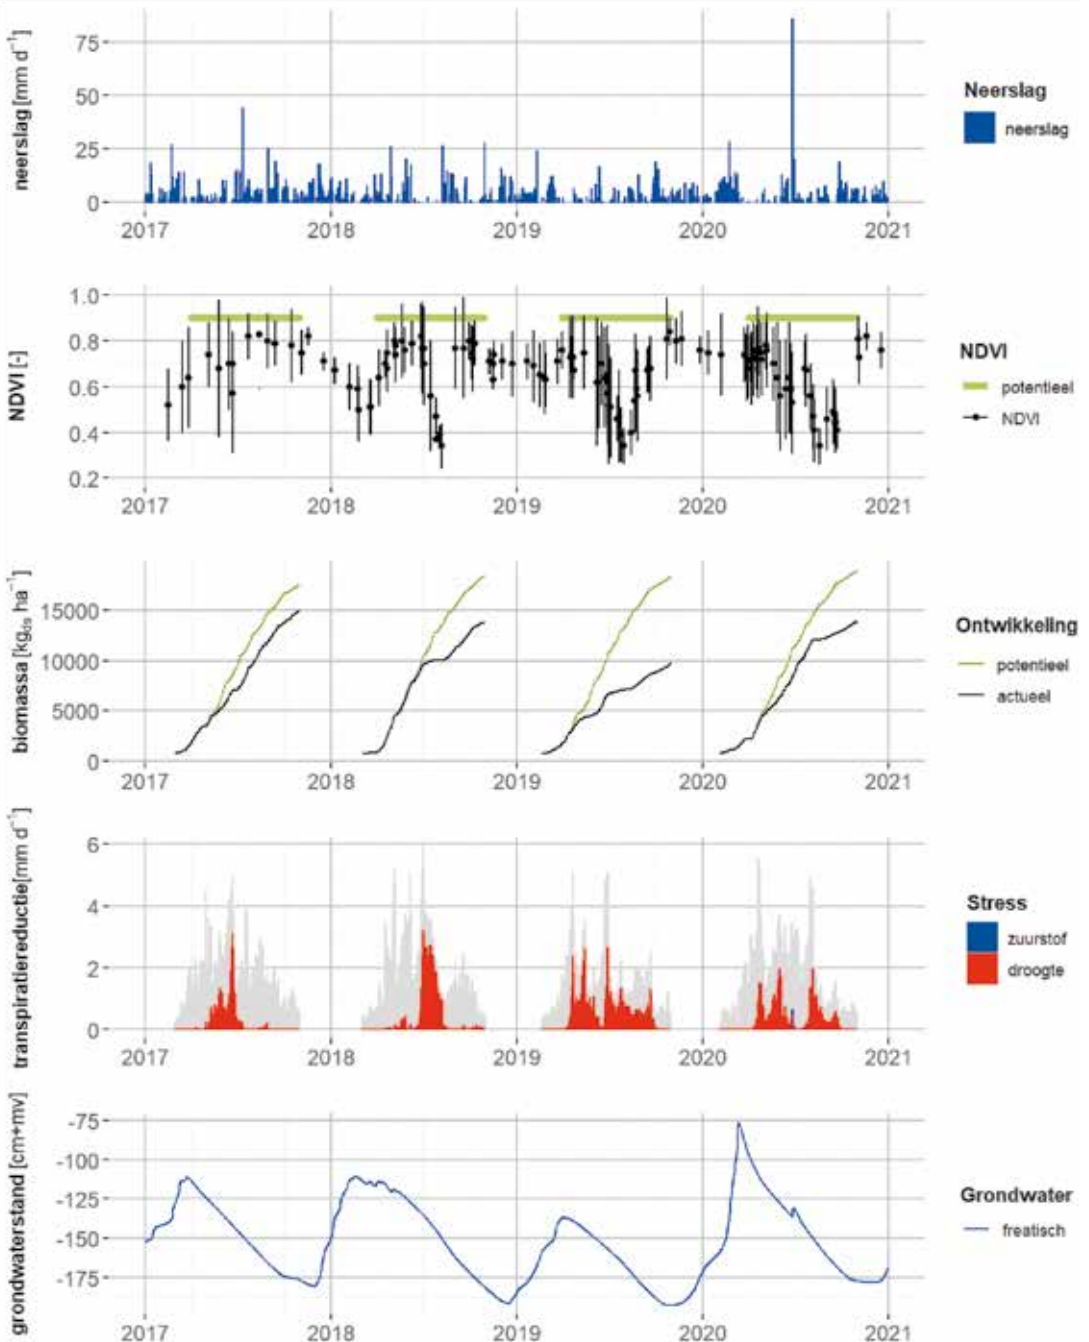 neerslag [mm d⁻¹]
75
50
25
0
2017 2018 2019 2020 2021
Neerslag
neerslag
NDVI [-]
1.0
0.8
0.6
0.4
0.2
2017 2018 2019 2020 2021
NDVI
potentieel
NDVI
biomassa [kg_ds ha⁻¹]
15000
10000
5000
0
2017 2018 2019 2020 2021
Ontwikkeling
potentieel
actueel
transpiratiereductie[mm d⁻¹]
6
4
2
0
2017 2018 2019 2020 2021
Stress
zuurstof
droogte
grondwaterstand [cm+mv]
-75
-100
-125
-150
-175
2017 2018 2019 2020 2021
Grondwater
freatisch